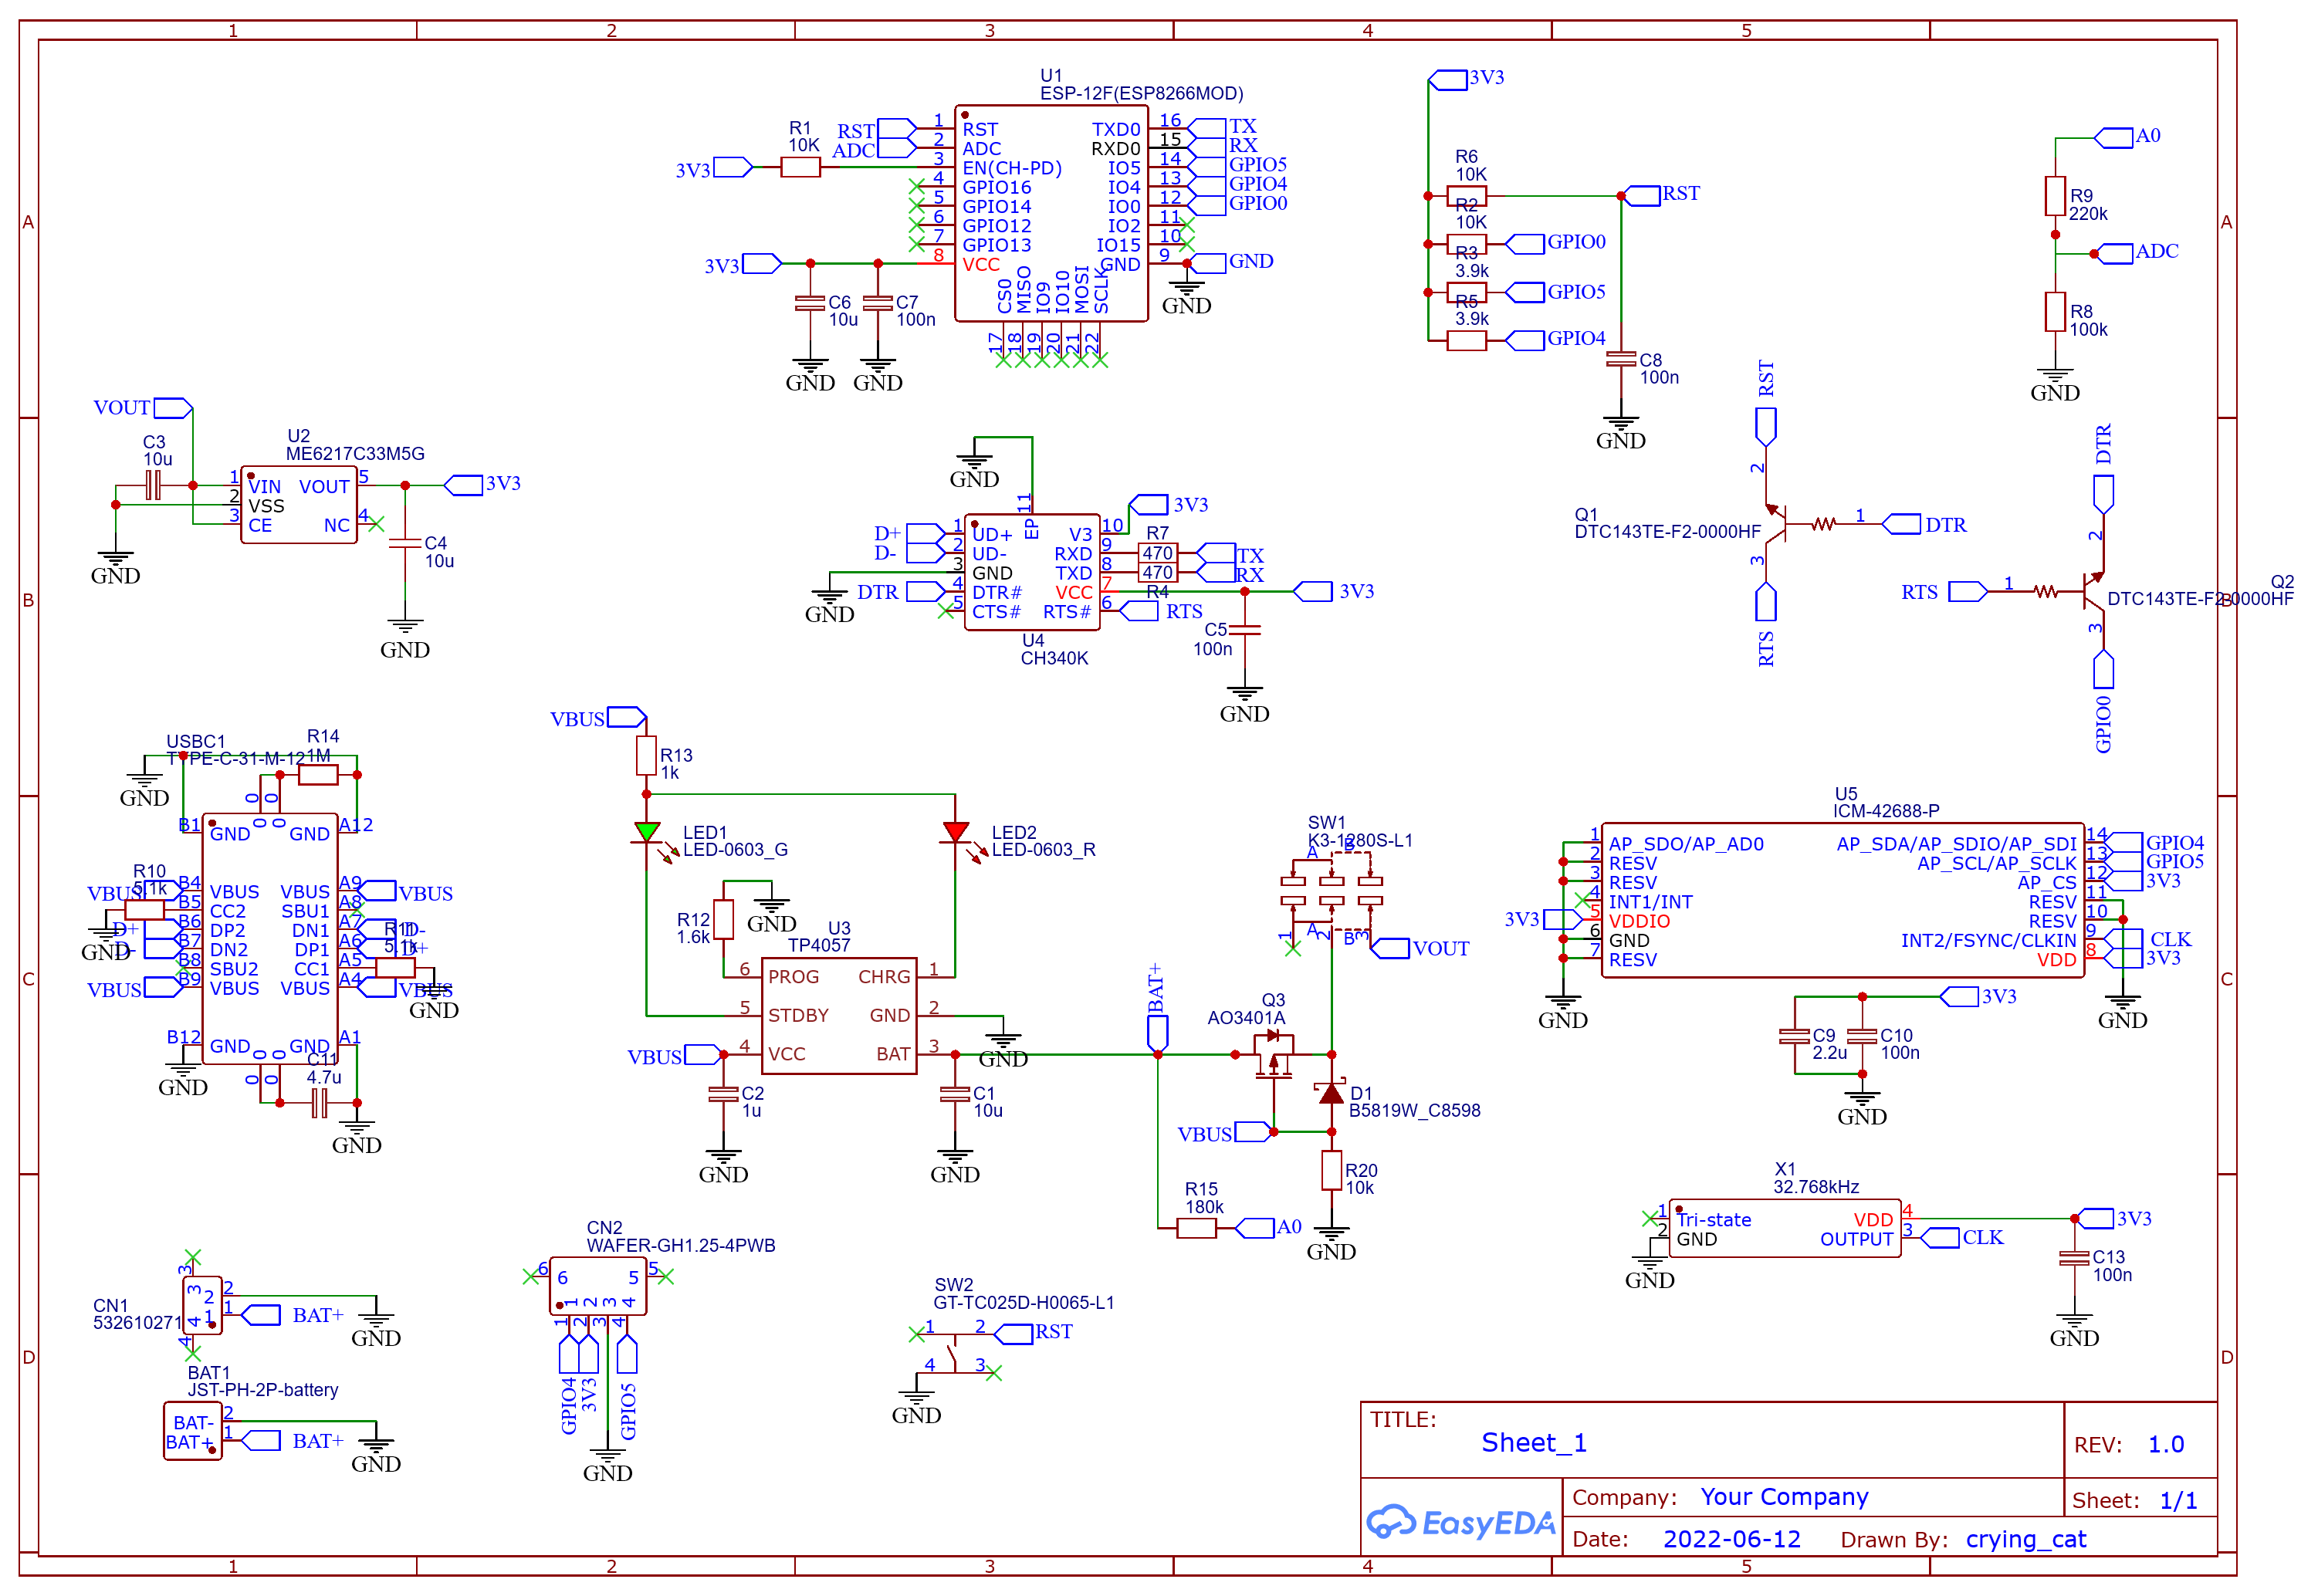 1 2 3 4 5
A
B
C
D
A
B
C
D
1 2 3 4 5
U1
ESP-12F(ESP8266MOD)
RST 1 RST
ADC 2 ADC
3V3 R1 10K 3 EN(CH-PD)
4 GPIO16
5 GPIO14
6 GPIO12
7 GPIO13
3V3 8 VCC
TXD0 16 TX
RXD0 15 RX
IO5 14 GPIO5
IO4 13 GPIO4
IO0 12 GPIO0
IO2 11
IO15 10
GND 9 GND
GND
CS0 MISO IO9 IO10 MOSI SCLK
17 18 19 20 21 22
C6
10u
GND
C7
100n
GND
3V3
R6
10K
RST
R2
10K
GPIO0
R3
3.9k
GPIO5
R5
3.9k
GPIO4
C8
100n
GND
A0
R9
220k
ADC
R8
100k
GND
VOUT
C3
10u
GND
U2
ME6217C33M5G
1 VIN
2 VSS
3 CE
VOUT 5 3V3
NC 4
C4
10u
GND
GND
11
EP
D+ 1 UD+
D- 2 UD-
3 GND
GND
DTR 4 DTR#
5 CTS#
V3 10 3V3
R7
RXD 9 470 TX
TXD 8 470 RX
R4
VCC 7 3V3
RTS# 6 RTS
U4
CH340K
C5
100n
GND
RST
2
Q1
DTC143TE-F2-0000HF
1 DTR
3
RTS
DTR
2
RTS 1
Q2
DTC143TE-F2-0000HF
3
GPIO0
USBC1
TYPE-C-31-M-12
R14
1M
GND
0 0
0 0
B1 GND
GND A12
R10
5.1k
VBUS B4 VBUS
B5 CC2
GND
D+ B6 DP2
D- B7 DN2
B8 SBU2
VBUS B9 VBUS
B12 GND
GND
VBUS A9 VBUS
SBU1 A8
DN1 A7 D-
DP1 A6 D+
R11
5.1k
CC1 A5
VBUS A4 VBUS
GND
GND A1
0 0
0 0
C11
4.7u
GND
VBUS
R13
1k
LED1
LED-0603_G
LED2
LED-0603_R
R12
1.6k
GND
U3
TP4057
6 PROG
5 STDBY
VBUS 4 VCC
CHRG 1
GND 2
GND
BAT 3
C2
1u
GND
C1
10u
GND
BAT+
Q3
AO3401A
VBUS
D1
B5819W_C8598
R20
10k
GND
R15
180k
A0
SW1
K3-1280S-L1
A B
A B
1 2 3
VOUT
U5
ICM-42688-P
1 AP_SDO/AP_AD0
2 RESV
3 RESV
4 INT1/INT
3V3 5 VDDIO
6 GND
7 RESV
GND
AP_SDA/AP_SDIO/AP_SDI 14 GPIO4
AP_SCL/AP_SCLK 13 GPIO5
AP_CS 12 3V3
RESV 11
RESV 10
INT2/FSYNC/CLKIN 9 CLK
VDD 8 3V3
GND
3V3
C9
2.2u
C10
100n
GND
X1
32.768kHz
1 Tri-state
2 GND
GND
VDD 4 3V3
OUTPUT 3 CLK
C13
100n
GND
CN1
532610271
3 3
2 2
1 1 BAT+
4 4
GND
BAT1
JST-PH-2P-battery
BAT- 2
BAT+ 1 BAT+
GND
CN2
WAFER-GH1.25-4PWB
6 6
5 5
1 2 3 4
1 2 3 4
GPIO4 3V3 GPIO5
GND
SW2
GT-TC025D-H0065-L1
1 2 RST
4 3
GND
TITLE:
Sheet_1
REV: 1.0
EasyEDA
Company: Your Company
Sheet: 1/1
Date: 2022-06-12 Drawn By: crying_cat